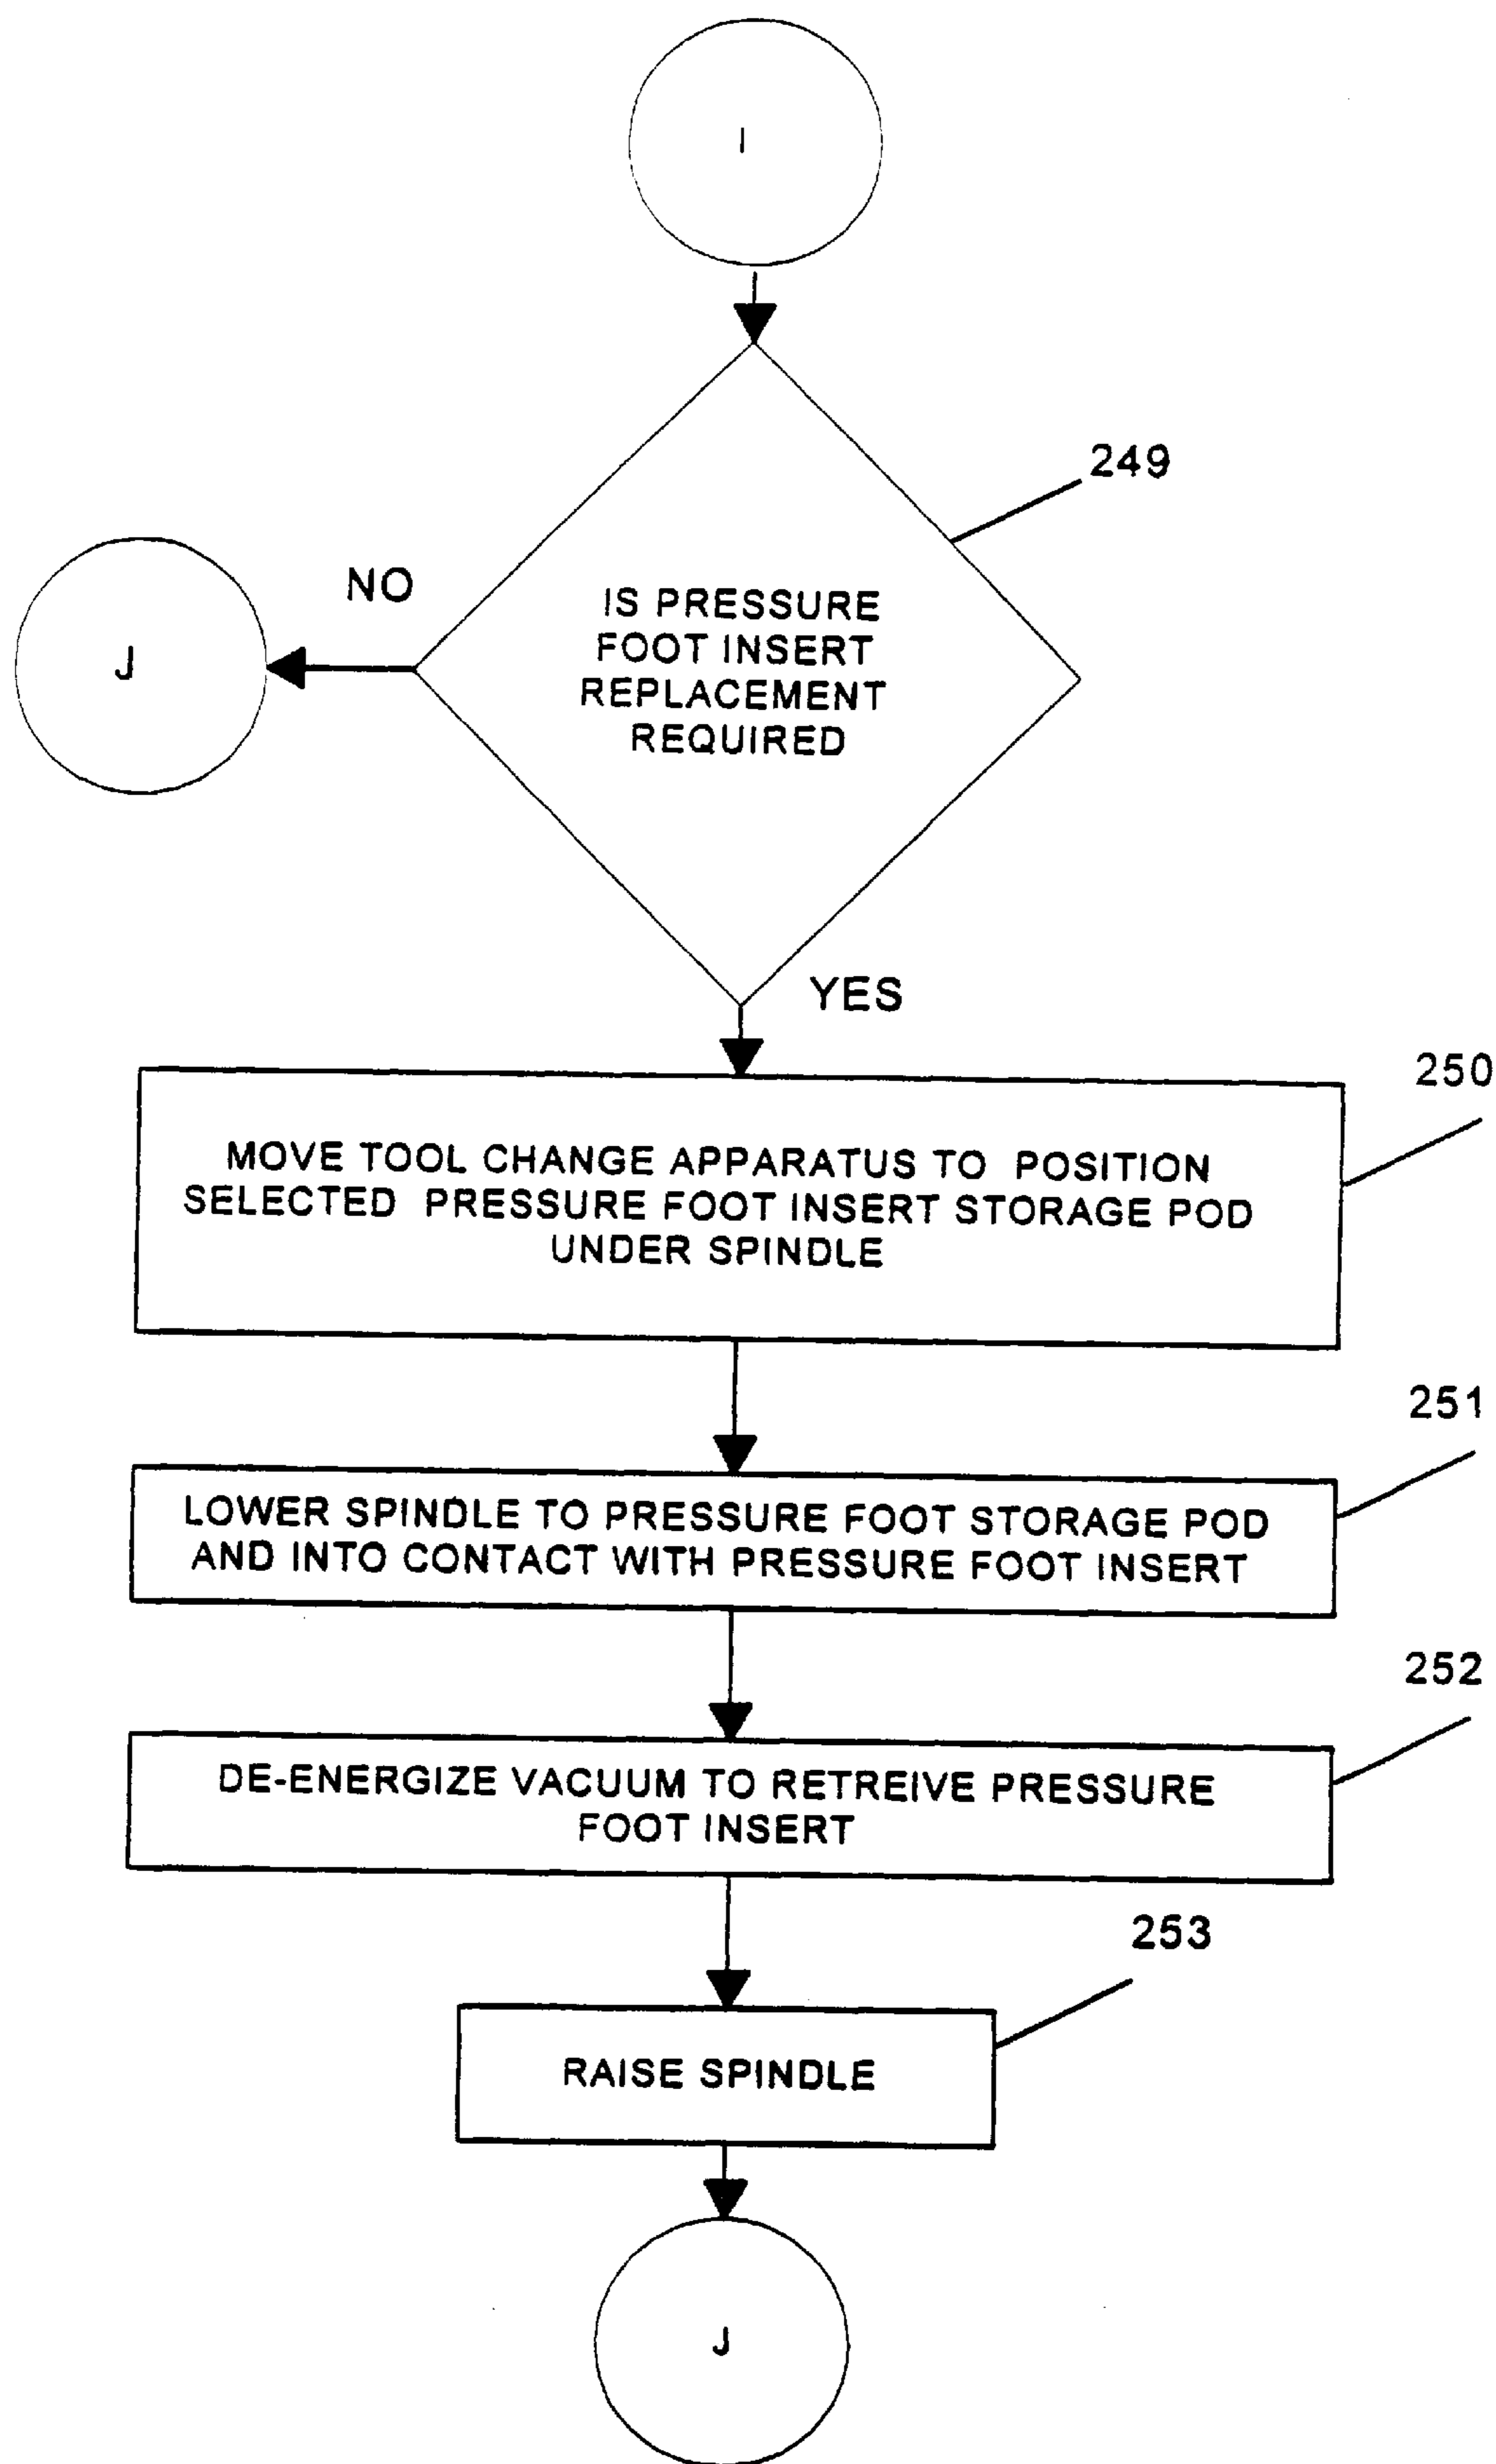 I
249
NO
J
IS PRESSURE
FOOT INSERT
REPLACEMENT
REQUIRED
YES
250
MOVE TOOL CHANGE APPARATUS TO POSITION
SELECTED PRESSURE FOOT INSERT STORAGE POD
UNDER SPINDLE
251
LOWER SPINDLE TO PRESSURE FOOT STORAGE POD
AND INTO CONTACT WITH PRESSURE FOOT INSERT
252
DE-ENERGIZE VACUUM TO RETREIVE PRESSURE
FOOT INSERT
253
RAISE SPINDLE
J